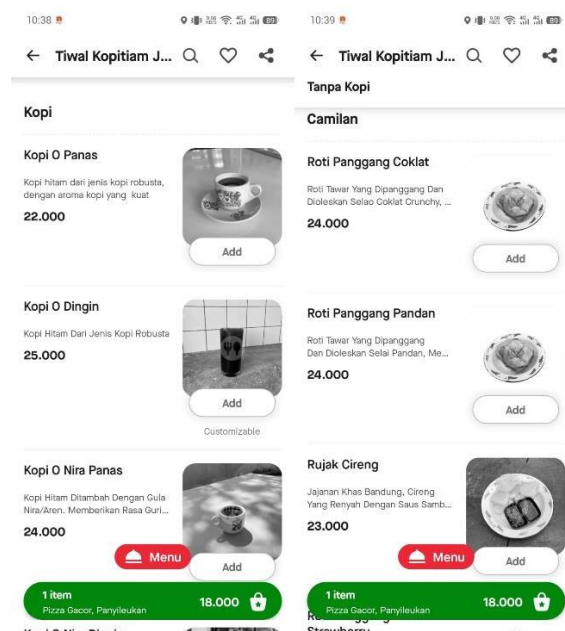 10:38
Tiwal Kopitiam J...
Kopi
Kopi O Panas
Kopi hitam dari jenis kopi robusta,
dengan aroma kopi yang kuat
22.000
Add
Kopi O Dingin
Kopi Hitam Dari Jenis Kopi Robusta
25.000
Add
Customizable
Kopi O Nira Panas
Kopi Hitam Ditambah Dengan Gula
Nira/Aren. Memberikan Rasa Guri...
24.000
Menu
Add
1 item
Pizza Gacor, Panyileukan
18.000
10:39
Tiwal Kopitiam J...
Tanpa Kopi
Camilan
Roti Panggang Coklat
Roti Tawar Yang Dipanggang Dan
Dioleskan Selao Coklat Crunchy, ...
24.000
Add
Roti Panggang Pandan
Roti Tawar Yang Dipanggang
Dan Dioleskan Selai Pandan, Me...
24.000
Add
Rujak Cireng
Jajanan Khas Bandung, Cireng
Yang Renyah Dengan Saus Samb...
23.000
Menu
Add
1 item
Pizza Gacor, Panyileukan
18.000